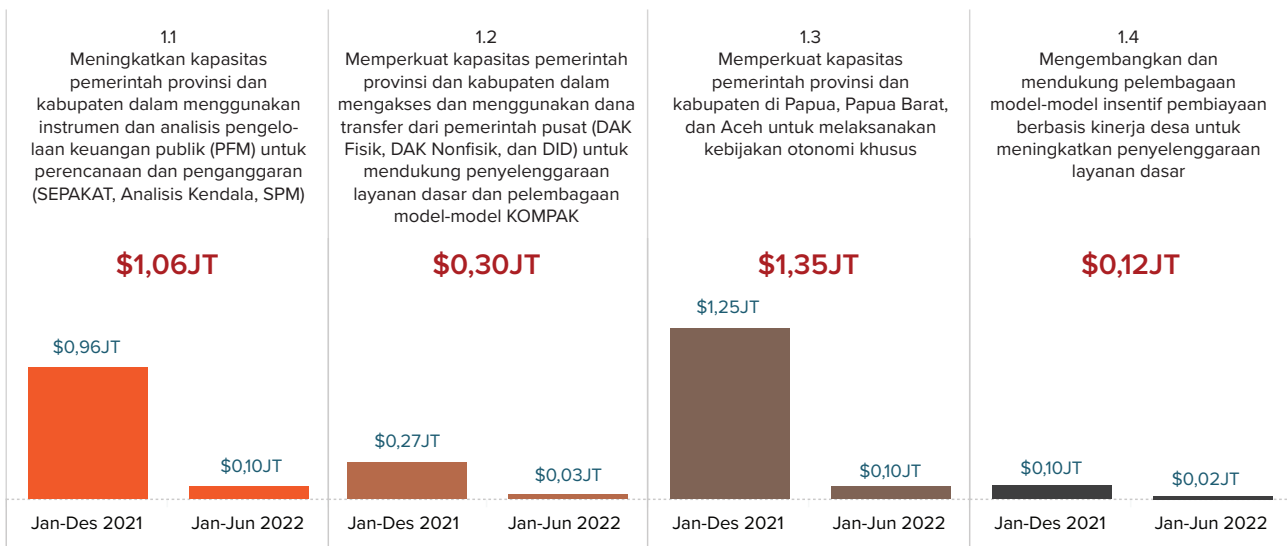 1.1
Meningkatkan kapasitas
pemerintah provinsi dan
kabupaten dalam menggunakan
instrumen dan analisis pengelo-
laan keuangan publik (PFM) untuk
perencanaan dan penganggaran
(SEPAKAT, Analisis Kendala, SPM)
$1,06JT
$0,96JT
$0,10JT
Jan-Des 2021
Jan-Jun 2022
1.2
Memperkuat kapasitas pemerintah
provinsi dan kabupaten dalam
mengakses dan menggunakan dana
transfer dari pemerintah pusat (DAK
Fisik, DAK Nonfisik, dan DID) untuk
mendukung penyelenggaraan
layanan dasar dan pelembagaan
model-model KOMPAK
$0,30JT
$0,27JT
$0,03JT
Jan-Des 2021
Jan-Jun 2022
1.3
Memperkuat kapasitas
pemerintah provinsi dan
kabupaten di Papua, Papua Barat,
dan Aceh untuk melaksanakan
kebijakan otonomi khusus
$1,35JT
$1,25JT
$0,10JT
Jan-Des 2021
Jan-Jun 2022
1.4
Mengembangkan dan
mendukung pelembagaan
model-model insentif pembiayaan
berbasis kinerja desa untuk
meningkatkan penyelenggaraan
layanan dasar
$0,12JT
$0,10JT
$0,02JT
Jan-Des 2021
Jan-Jun 2022